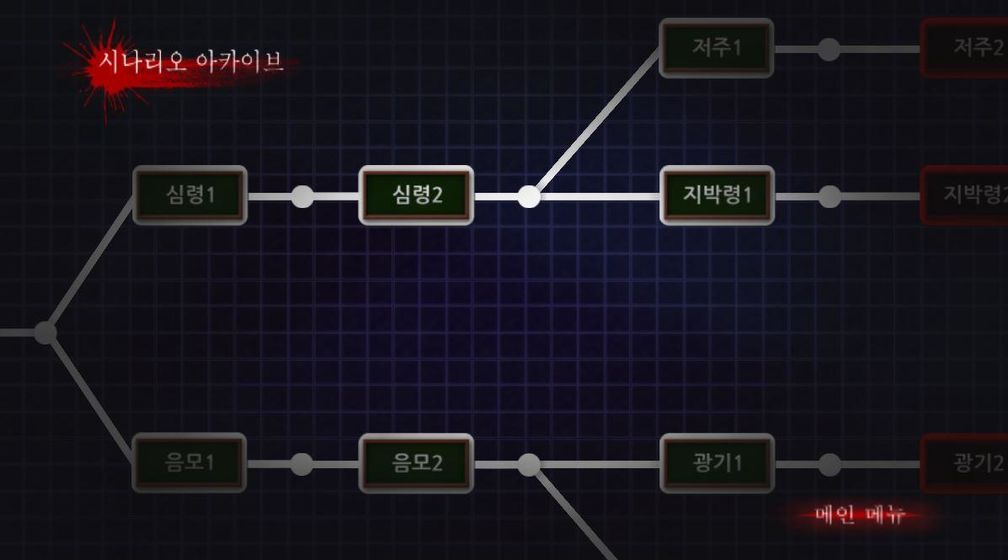 시나리오 아카이브
저주1
저주2
심령1
심령2
지박령1
지박령2
음모1
음모2
광기1
광기2
메인 메뉴